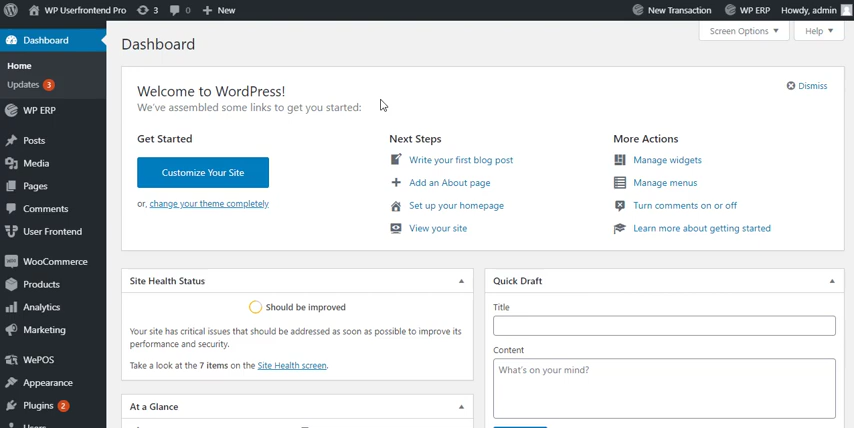 WP Userfrontend Pro 3 0 New New Transaction WP ERP Howdy, admin
Dashboard
Home
Updates 3
WP ERP
Posts
Media
Pages
Comments
User Frontend
WooCommerce
Products
Analytics
Marketing
WePOS
Appearance
Plugins 2
Users
Screen Options Help
Dashboard
Welcome to WordPress!
We've assembled some links to get you started:
Dismiss
Get Started
Customize Your Site
or, change your theme completely
Next Steps
Write your first blog post
Add an About page
Set up your homepage
View your site
More Actions
Manage widgets
Manage menus
Turn comments on or off
Learn more about getting started
Site Health Status
Should be improved
Your site has critical issues that should be addressed as soon as possible to improve its
performance and security.
Take a look at the 7 items on the Site Health screen.
At a Glance
Quick Draft
Title
Content
What's on your mind?